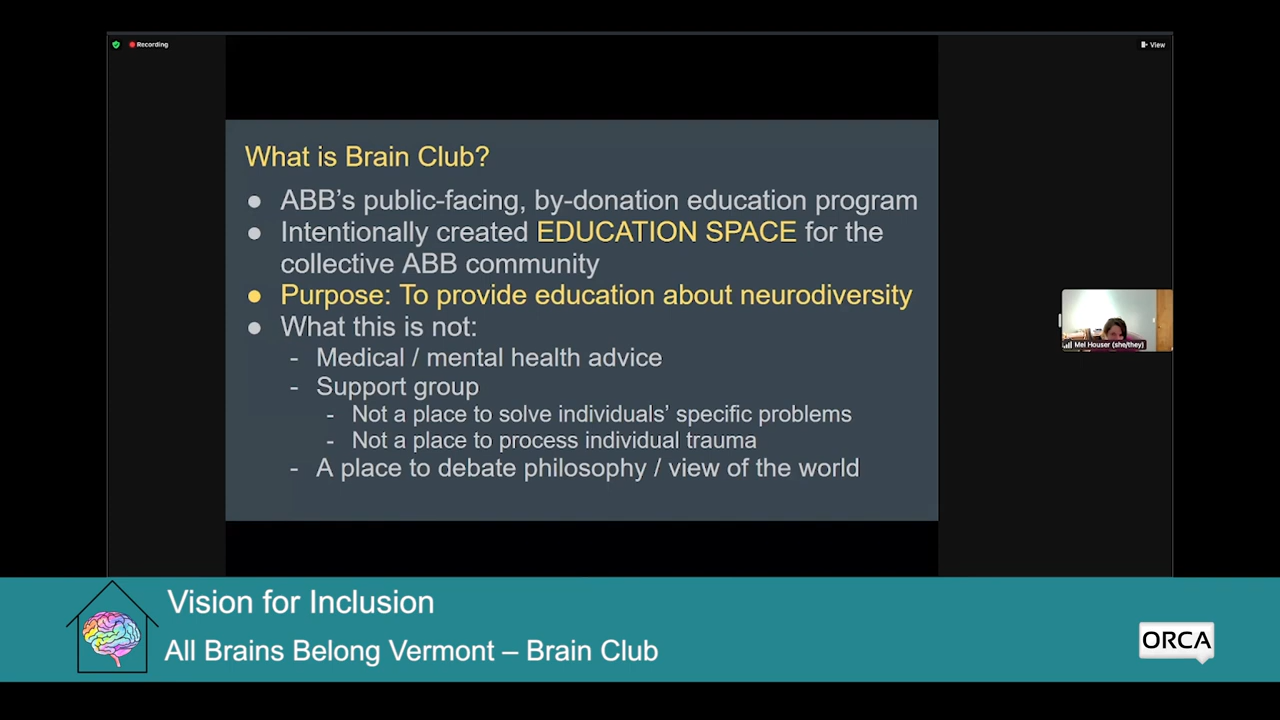 Recording
View
What is Brain Club?
● ABB's public-facing, by-donation education program
● Intentionally created EDUCATION SPACE for the
collective ABB community
● Purpose: To provide education about neurodiversity
● What this is not:
- Medical / mental health advice
- Support group
- Not a place to solve individuals' specific problems
- Not a place to process individual trauma
- A place to debate philosophy / view of the world
Mel Houser (she/they)
Vision for Inclusion
All Brains Belong Vermont – Brain Club
ORCA